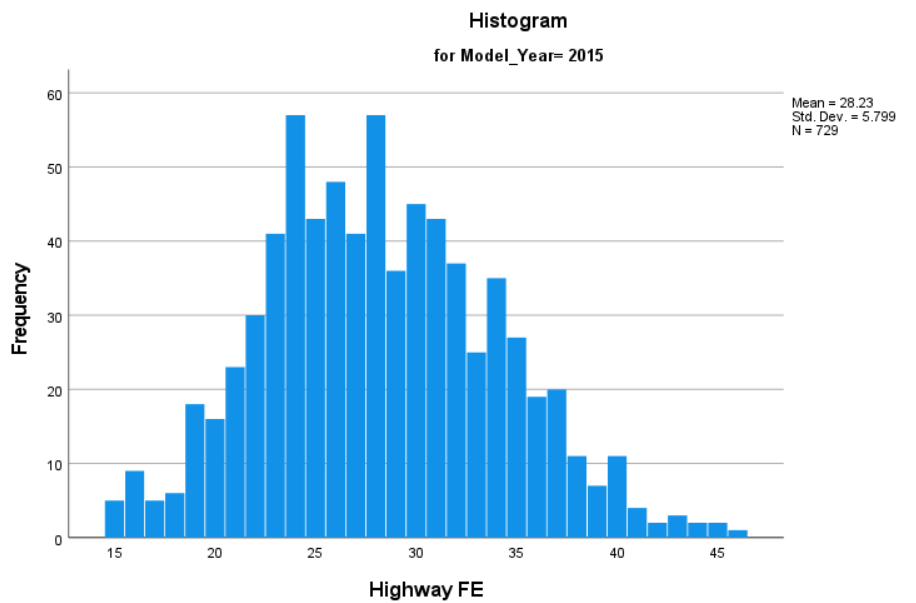 Histogram
for Model_Year= 2015
Mean = 28.23
Std. Dev. = 5.799
N = 729
Frequency
60
50
40
30
20
10
0
15 20 25 30 35 40 45
Highway FE